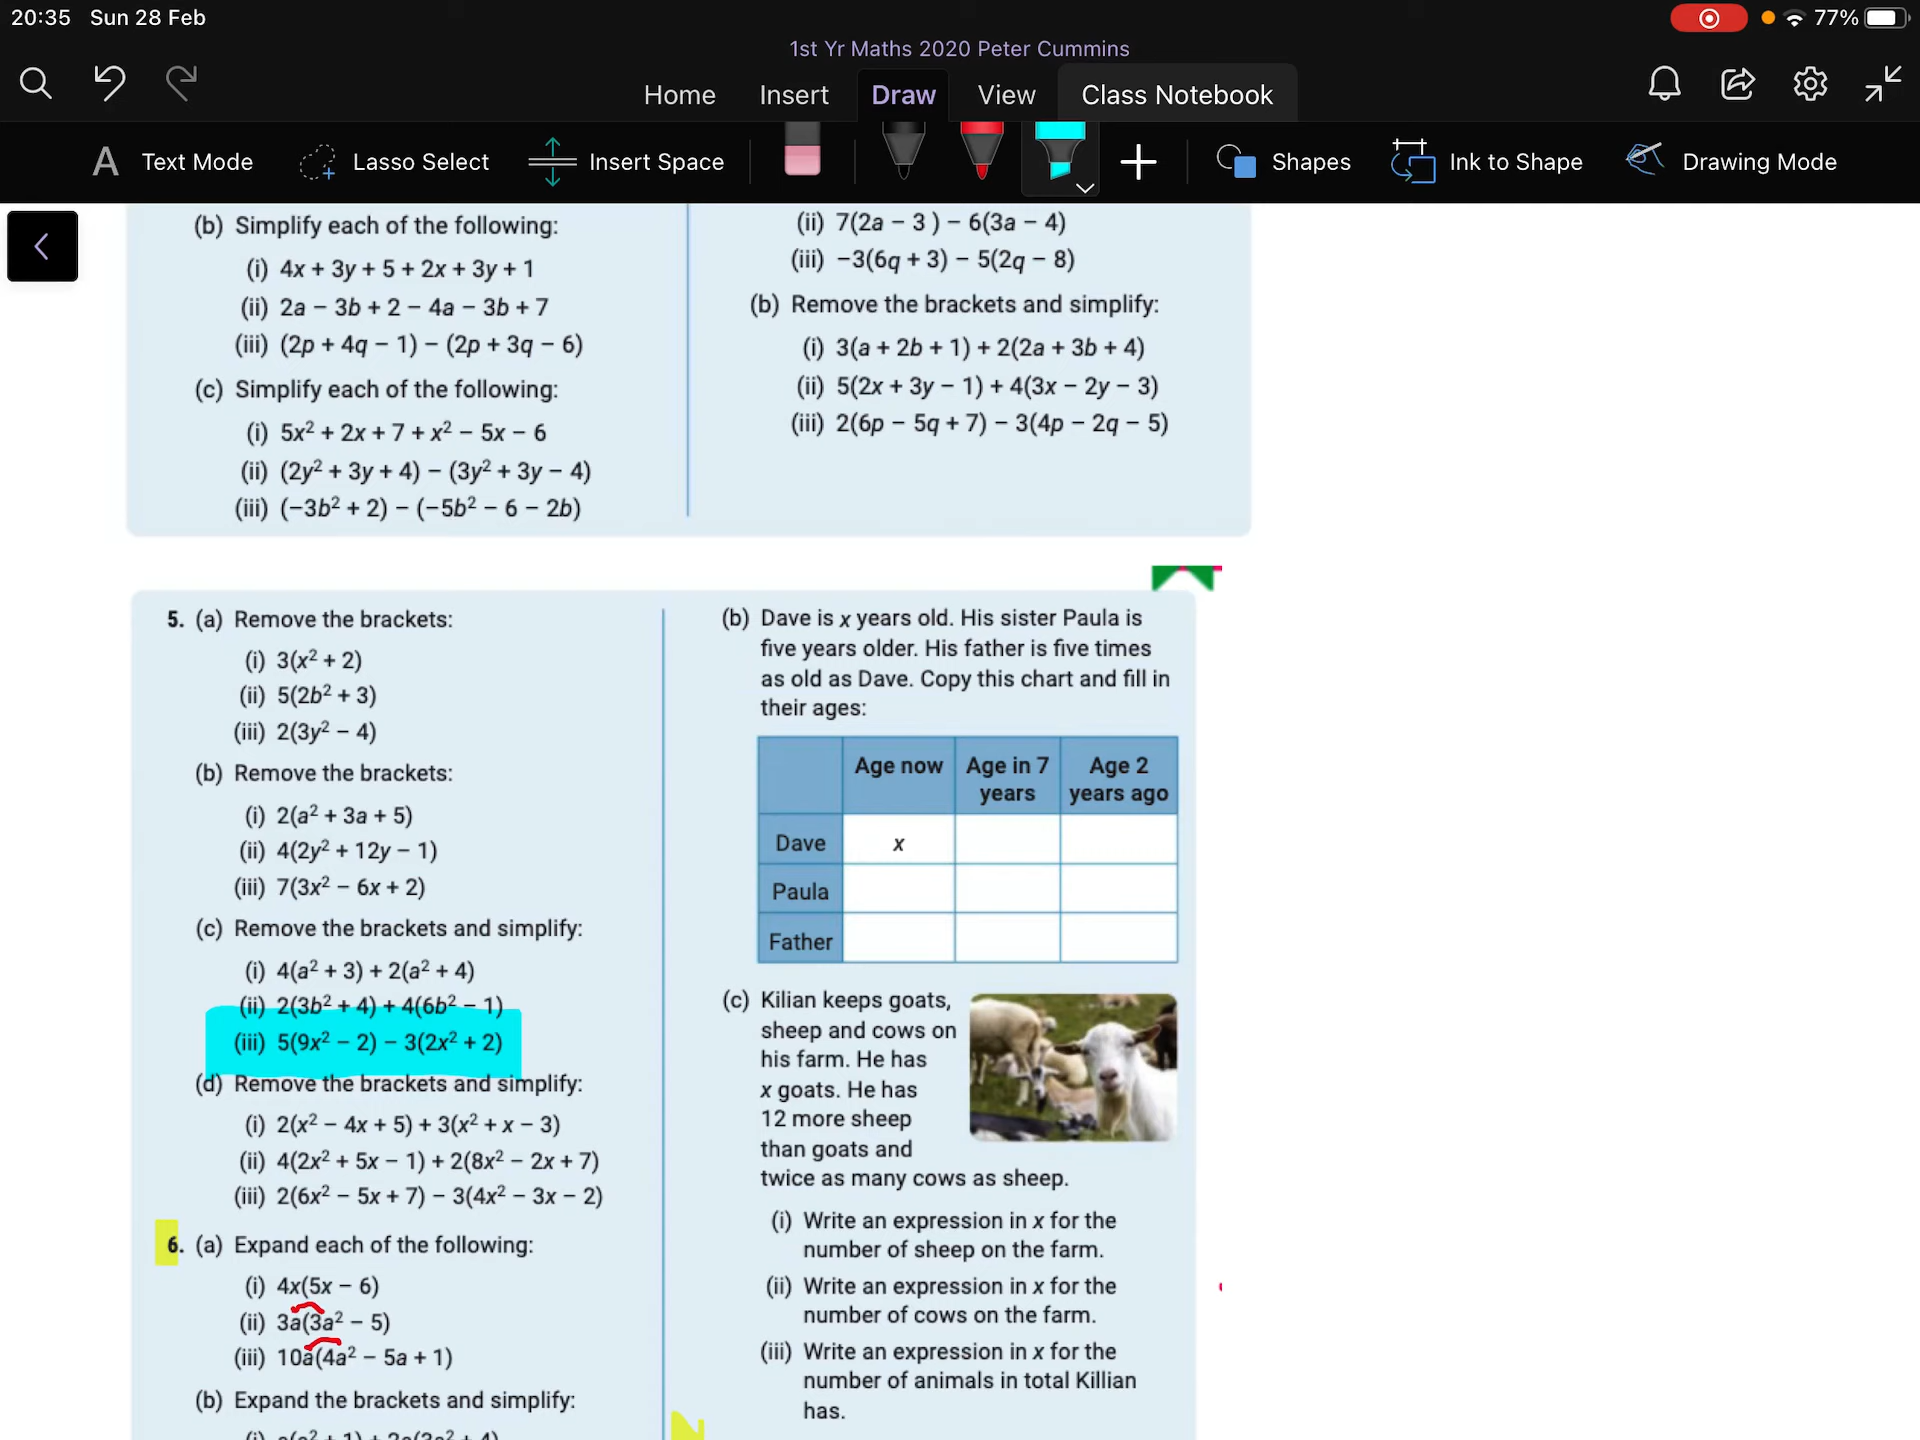 20:35 Sun 28 Feb
77%
1st Yr Maths 2020 Peter Cummins
Home Insert Draw View Class Notebook
A Text Mode Lasso Select Insert Space Shapes Ink to Shape Drawing Mode
(b) Simplify each of the following:
(i) 4x + 3y + 5 + 2x + 3y + 1
(ii) 2a − 3b + 2 − 4a − 3b + 7
(iii) (2p + 4q − 1) − (2p + 3q − 6)
(c) Simplify each of the following:
(i) 5x² + 2x + 7 + x² − 5x − 6
(ii) (2y² + 3y + 4) − (3y² + 3y − 4)
(iii) (−3b² + 2) − (−5b² − 6 − 2b)
(ii) 7(2a − 3 ) − 6(3a − 4)
(iii) −3(6q + 3) − 5(2q − 8)
(b) Remove the brackets and simplify:
(i) 3(a + 2b + 1) + 2(2a + 3b + 4)
(ii) 5(2x + 3y − 1) + 4(3x − 2y − 3)
(iii) 2(6p − 5q + 7) − 3(4p − 2q − 5)
5. (a) Remove the brackets:
(i) 3(x² + 2)
(ii) 5(2b² + 3)
(iii) 2(3y² − 4)
(b) Remove the brackets:
(i) 2(a² + 3a + 5)
(ii) 4(2y² + 12y − 1)
(iii) 7(3x² − 6x + 2)
(c) Remove the brackets and simplify:
(i) 4(a² + 3) + 2(a² + 4)
(ii) 2(3b² + 4) + 4(6b² − 1)
(iii) 5(9x² − 2) − 3(2x² + 2)
(d) Remove the brackets and simplify:
(i) 2(x² − 4x + 5) + 3(x² + x − 3)
(ii) 4(2x² + 5x − 1) + 2(8x² − 2x + 7)
(iii) 2(6x² − 5x + 7) − 3(4x² − 3x − 2)
6. (a) Expand each of the following:
(i) 4x(5x − 6)
(ii) 3a(3a² − 5)
(iii) 10a(4a² − 5a + 1)
(b) Expand the brackets and simplify:
(b) Dave is x years old. His sister Paula is
five years older. His father is five times
as old as Dave. Copy this chart and fill in
their ages:
Age now Age in 7 years Age 2 years ago
Dave x
Paula
Father
(c) Kilian keeps goats,
sheep and cows on
his farm. He has
x goats. He has
12 more sheep
than goats and
twice as many cows as sheep.
(i) Write an expression in x for the
number of sheep on the farm.
(ii) Write an expression in x for the
number of cows on the farm.
(iii) Write an expression in x for the
number of animals in total Killian
has.